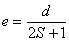 e = d / (2S + 1)